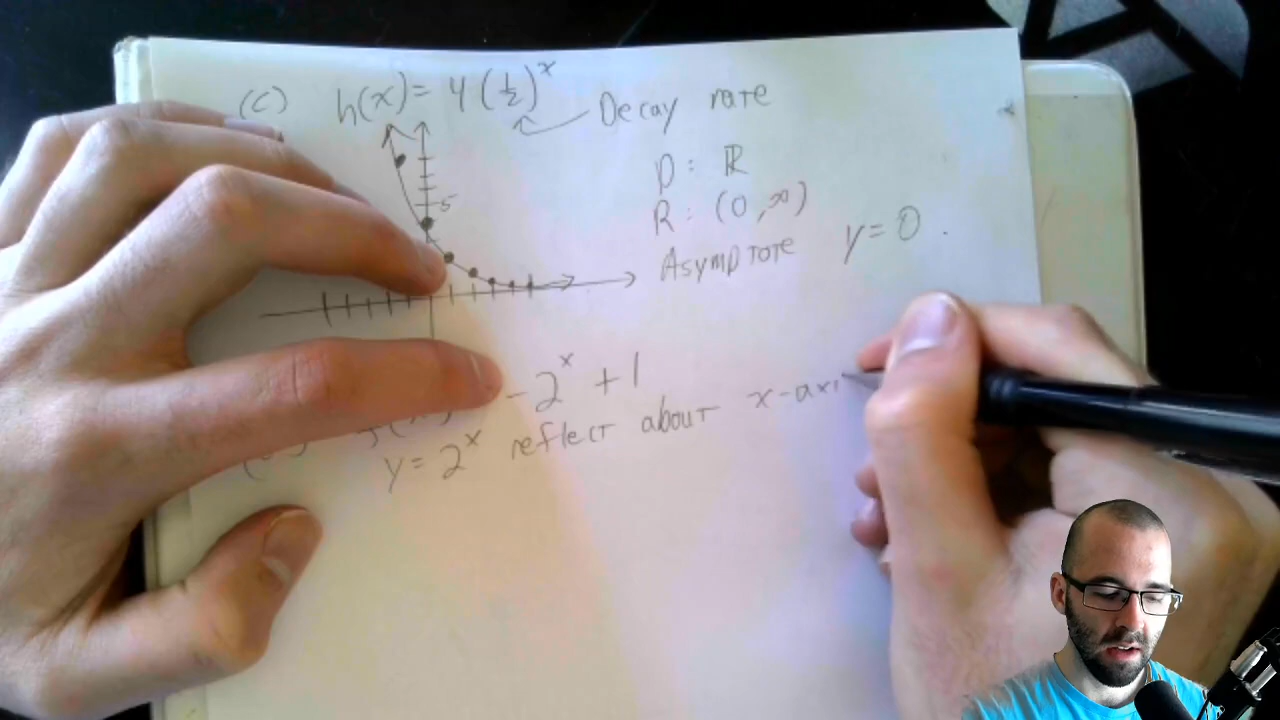 (c) h(x) = 4(1/2)^x
Decay rate
D: ℝ
R: (0,∞)
Asymptote y=0.
5
-2^x +1
y=2^x reflect about x-axi